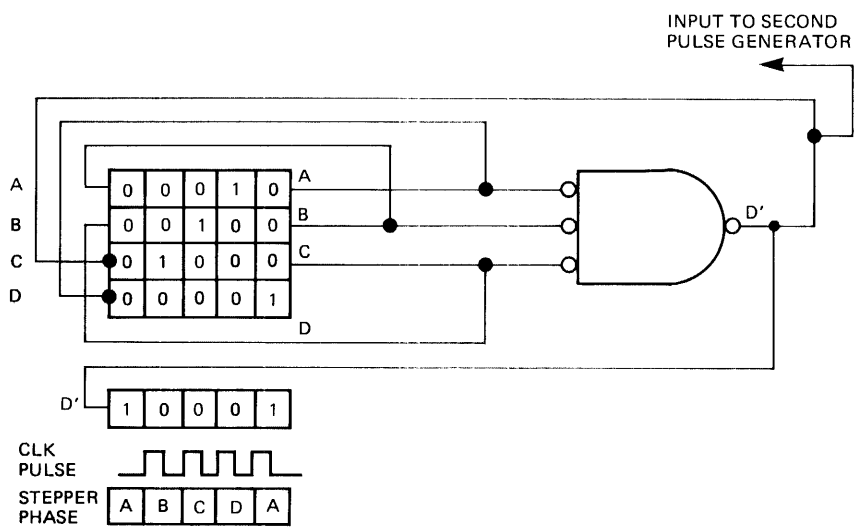 INPUT TO SECOND
PULSE GENERATOR
A 0 0 0 1 0 A
B 0 0 1 0 0 B
C 0 1 0 0 0 C
D 0 0 0 0 1
D
D'
D' 1 0 0 0 1
CLK
PULSE
STEPPER
PHASE
A B C D A